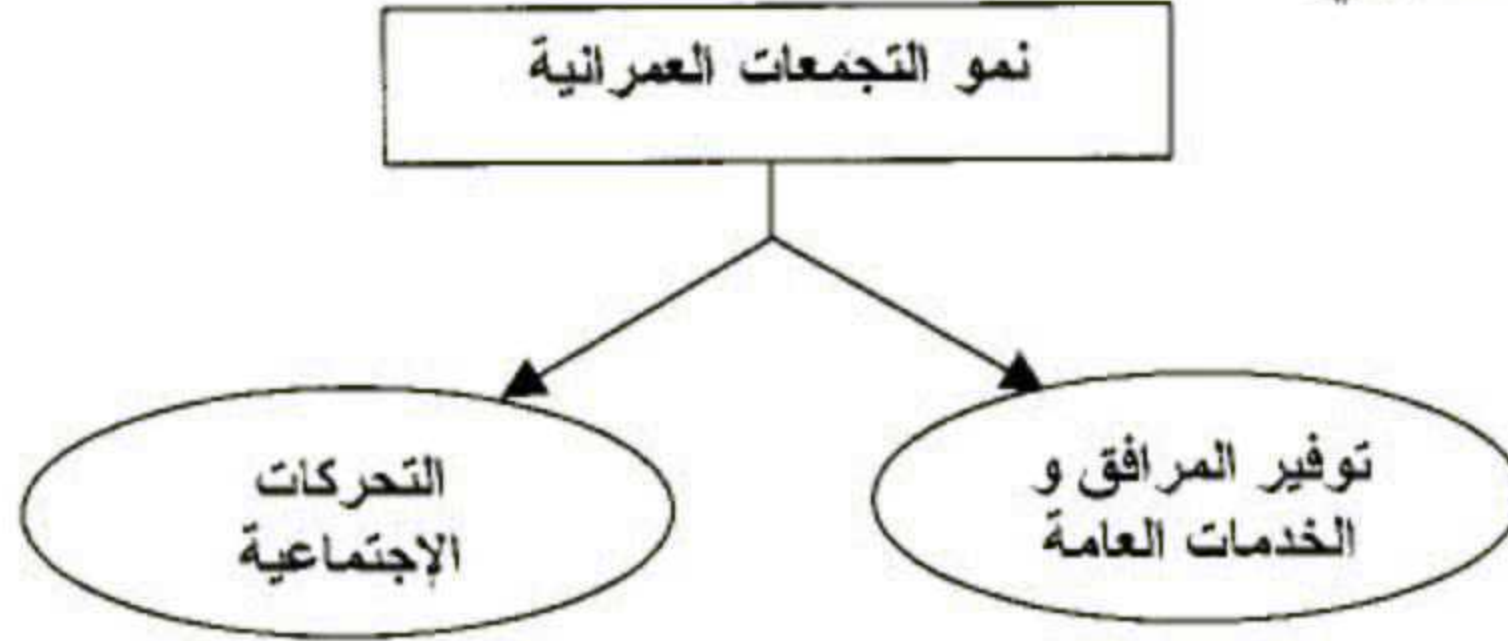 نمو التجمعات العمرانية
توفير المرافق و
الخدمات العامة
التحركات
الإجتماعية